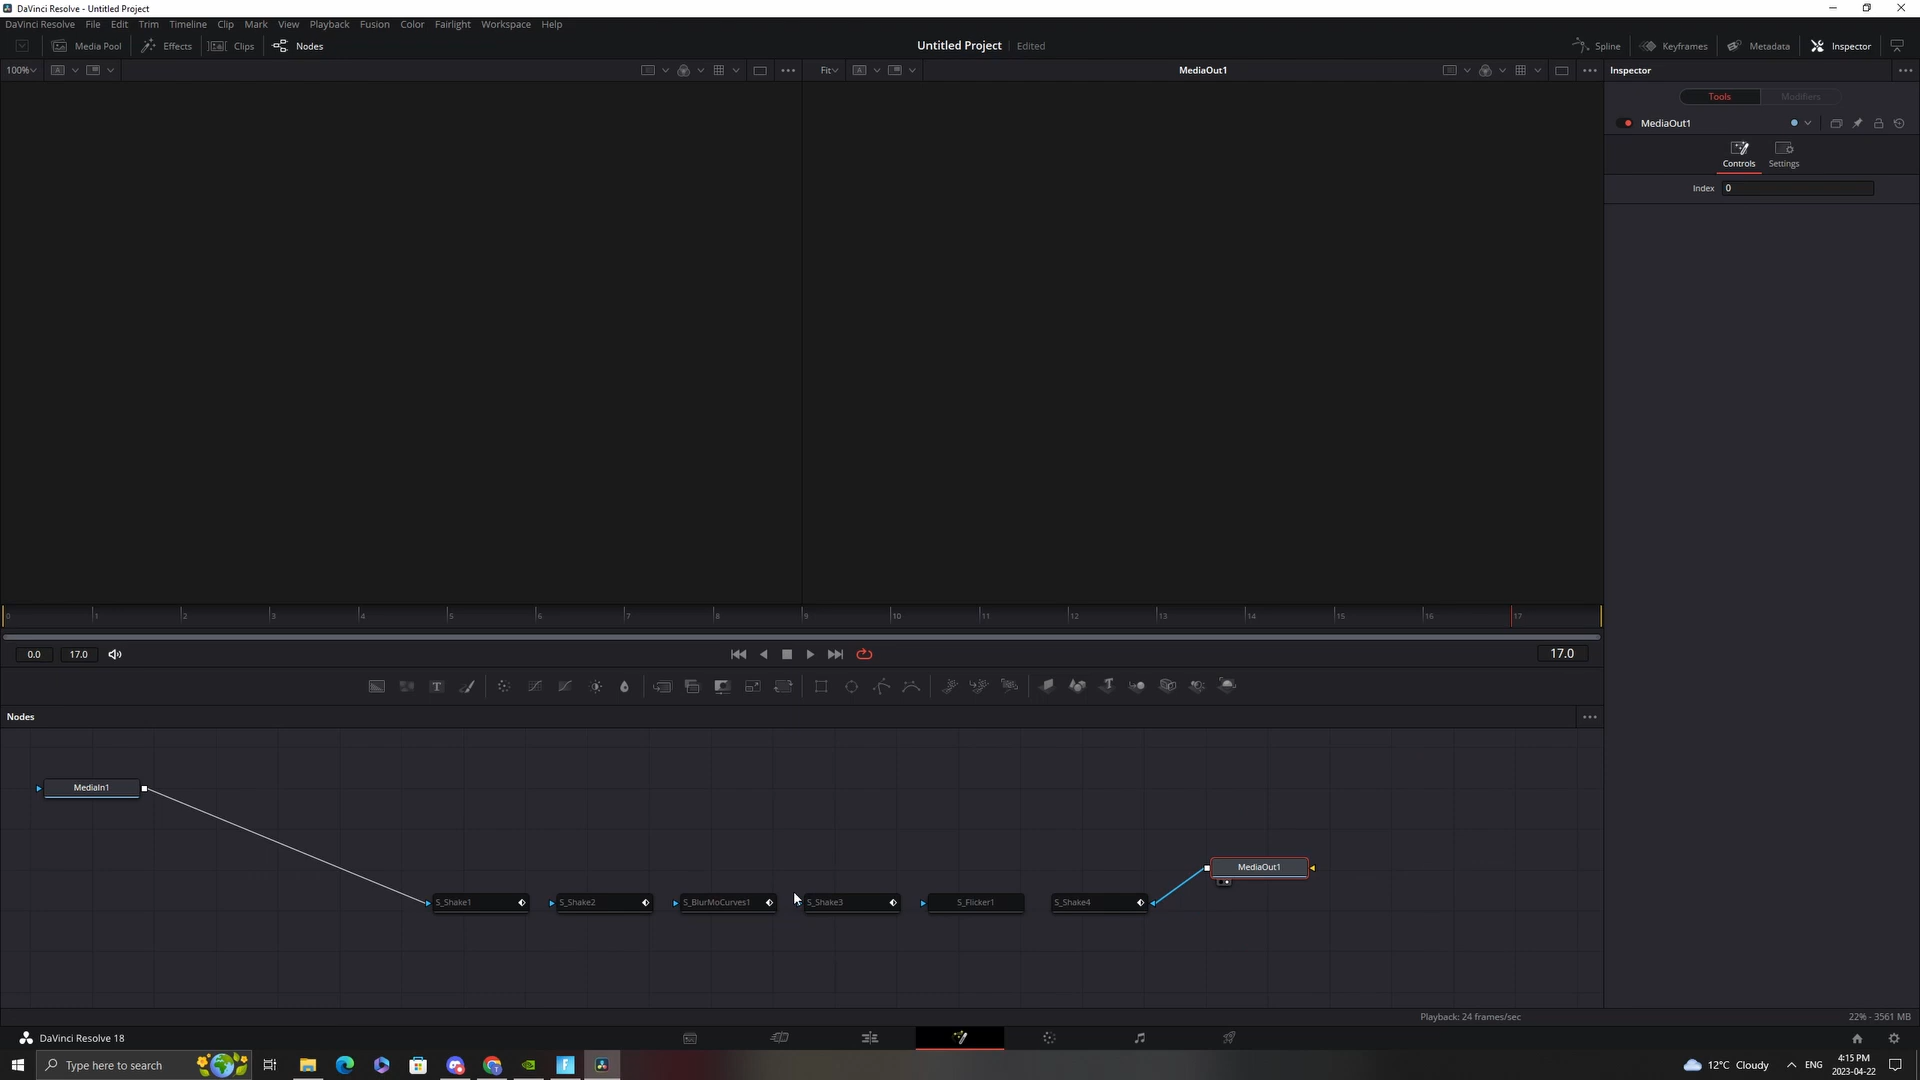 DaVinci Resolve - Untitled Project
DaVinci Resolve File Edit Trim Timeline Clip Mark View Playback Fusion Color Fairlight Workspace Help
Media Pool Effects Clips Nodes Untitled Project Edited Spline Keyframes Metadata Inspector
100% Fit MediaOut1 Inspector
Tools Modifiers
MediaOut1
Controls Settings
Index 0
0 1 2 3 4 5 6 7 8 9 10 11 12 13 14 15 16 17
0.0 17.0 17.0
Nodes
MediaIn1
MediaOut1
S_Shake1 S_Shake2 S_BlurMoCurves1 S_Shake3 S_Flicker1 S_Shake4
Playback: 24 frames/sec 22% - 3561 MB
DaVinci Resolve 18
Type here to search 12°C Cloudy ENG 4:15 PM
2023-04-22